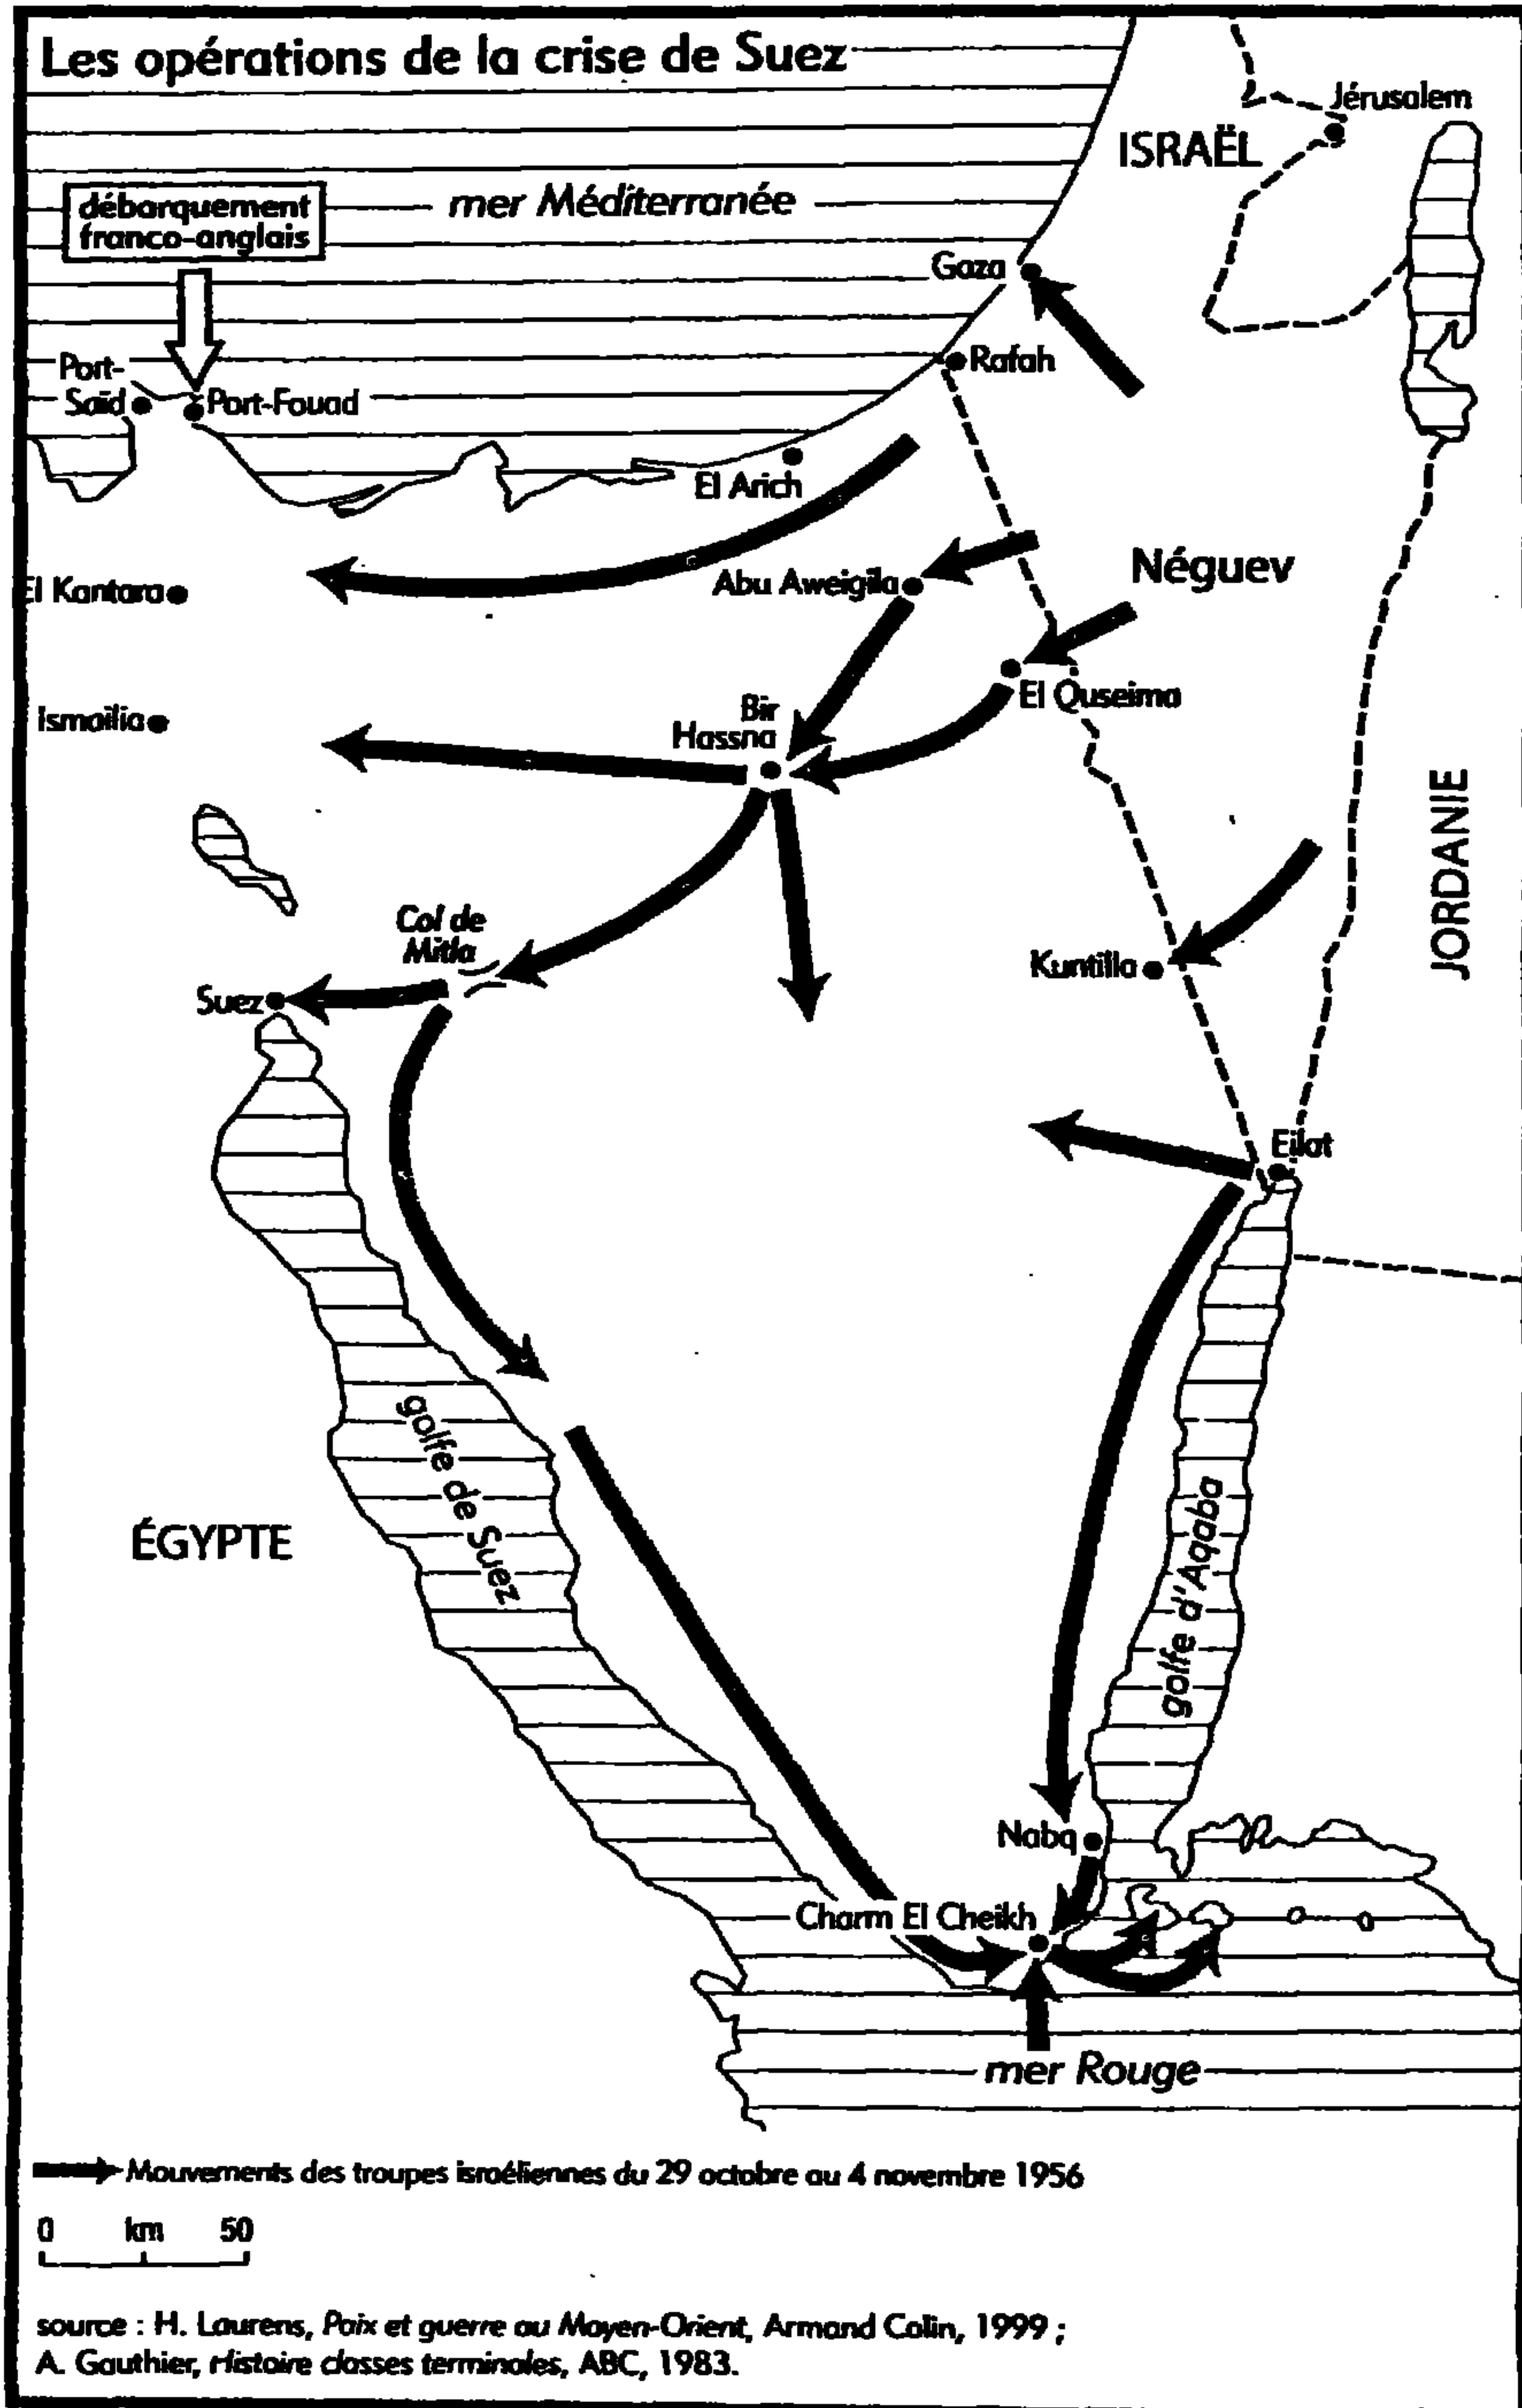 Les opérations de la crise de Suez
Jérusalem
ISRAËL
débarquement
franco-anglais
mer Méditerranée
Gaza
Rafah
Port-
Saïd
Port-Fouad
El Arich
El Kantara
Abu Aweigila
Néguev
El Quseima
Ismaïlia
Bir
Hassna
JORDANIE
Col de
Mitla
Kuntilla
Suez
Eilat
golfe de Suez
golfe d'Aqaba
ÉGYPTE
Nabq
Charm El Cheikh
mer Rouge
Mouvements des troupes israéliennes du 29 octobre au 4 novembre 1956
0 km 50
source : H. Laurens, Paix et guerre au Moyen-Orient, Armand Colin, 1999 ;
A. Gauthier, Histoire classes terminales, ABC, 1983.